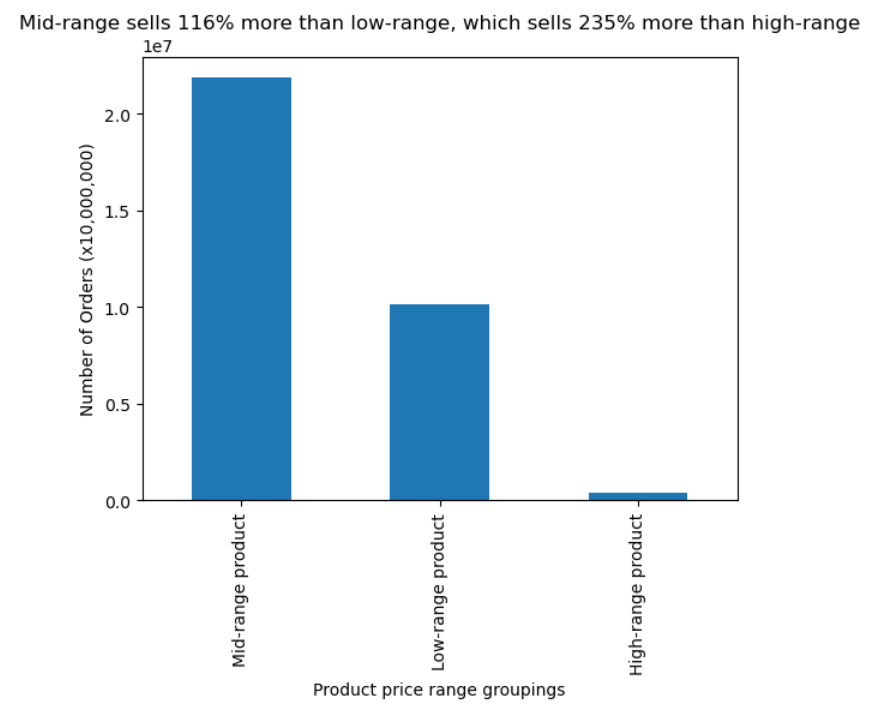 Mid-range sells 116% more than low-range, which sells 235% more than high-range
1e7
2.0
1.5
1.0
0.5
0.0
Number of Orders (x10,000,000)
Mid-range product
Low-range product
High-range product
Product price range groupings